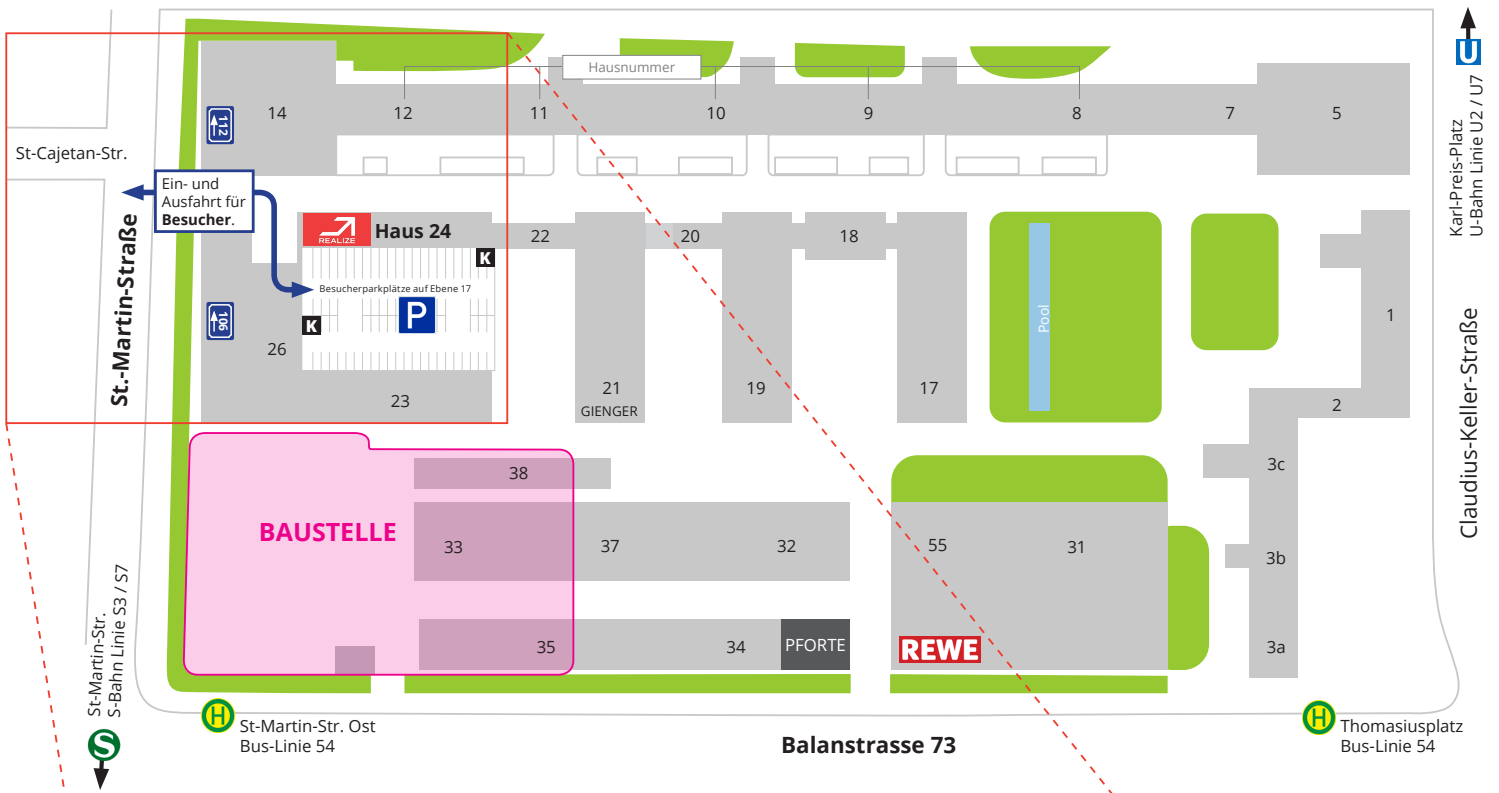 Hausnummer
14
12
11
10
9
8
7
5
112
St-Cajetan-Str.
Ein- und
Ausfahrt für
Besucher.
St.-Martin-Straße
REALIZE
Haus 24
K
Besucherparkplätze auf Ebene 17
P
K
106
26
23
22
20
18
21
GIENGER
19
17
Pool
1
2
3c
3b
3a
38
BAUSTELLE
33
37
32
55
31
35
34
PFORTE
REWE
U
Karl-Preis-Platz
U-Bahn Linie U2 / U7
Claudius-Keller-Straße
St-Martin-Str.
S-Bahn Linie S3 / S7
S
H
St-Martin-Str. Ost
Bus-Linie 54
Balanstrasse 73
H
Thomasiusplatz
Bus-Linie 54